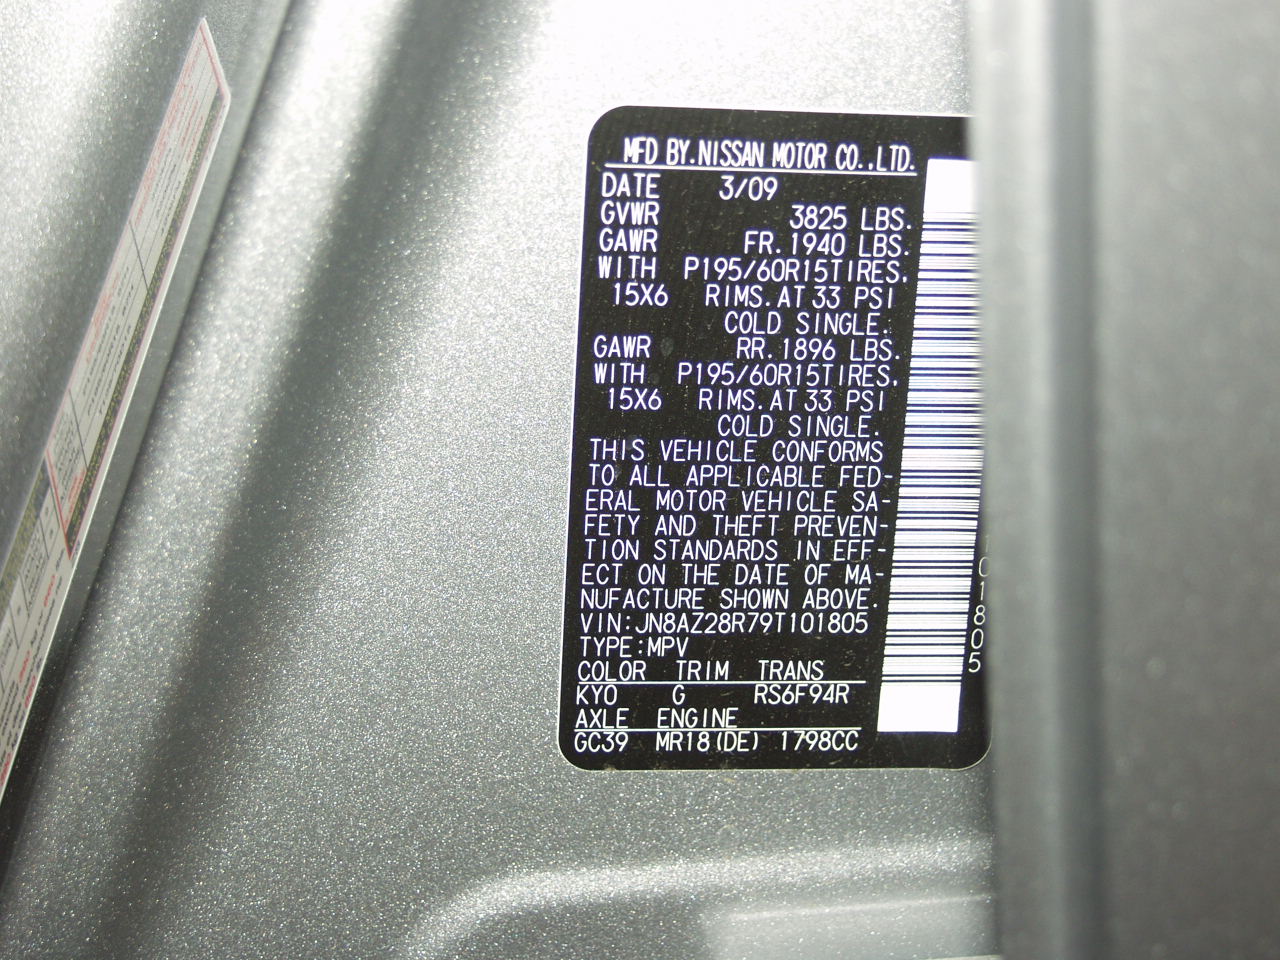 MFD BY.NISSAN MOTOR CO.,LTD.
DATE 3/09
GVWR 3825 LBS.
GAWR FR. 1940 LBS.
WITH P195/60R15TIRES.
15X6 RIMS. AT 33 PSI
COLD SINGLE.
GAWR RR. 1896 LBS.
WITH P195/60R15TIRES.
15X6 RIMS. AT 33 PSI
COLD SINGLE.
THIS VEHICLE CONFORMS
TO ALL APPLICABLE FED-
ERAL MOTOR VEHICLE SA-
FETY AND THEFT PREVEN-
TION STANDARDS IN EFF-
ECT ON THE DATE OF MA-
NUFACTURE SHOWN ABOVE.
VIN:JN8AZ28R79T101805
TYPE:MPV
COLOR TRIM TRANS
KYO G RS6F94R
AXLE ENGINE
GC39 MR18(DE) 1798CC
01805